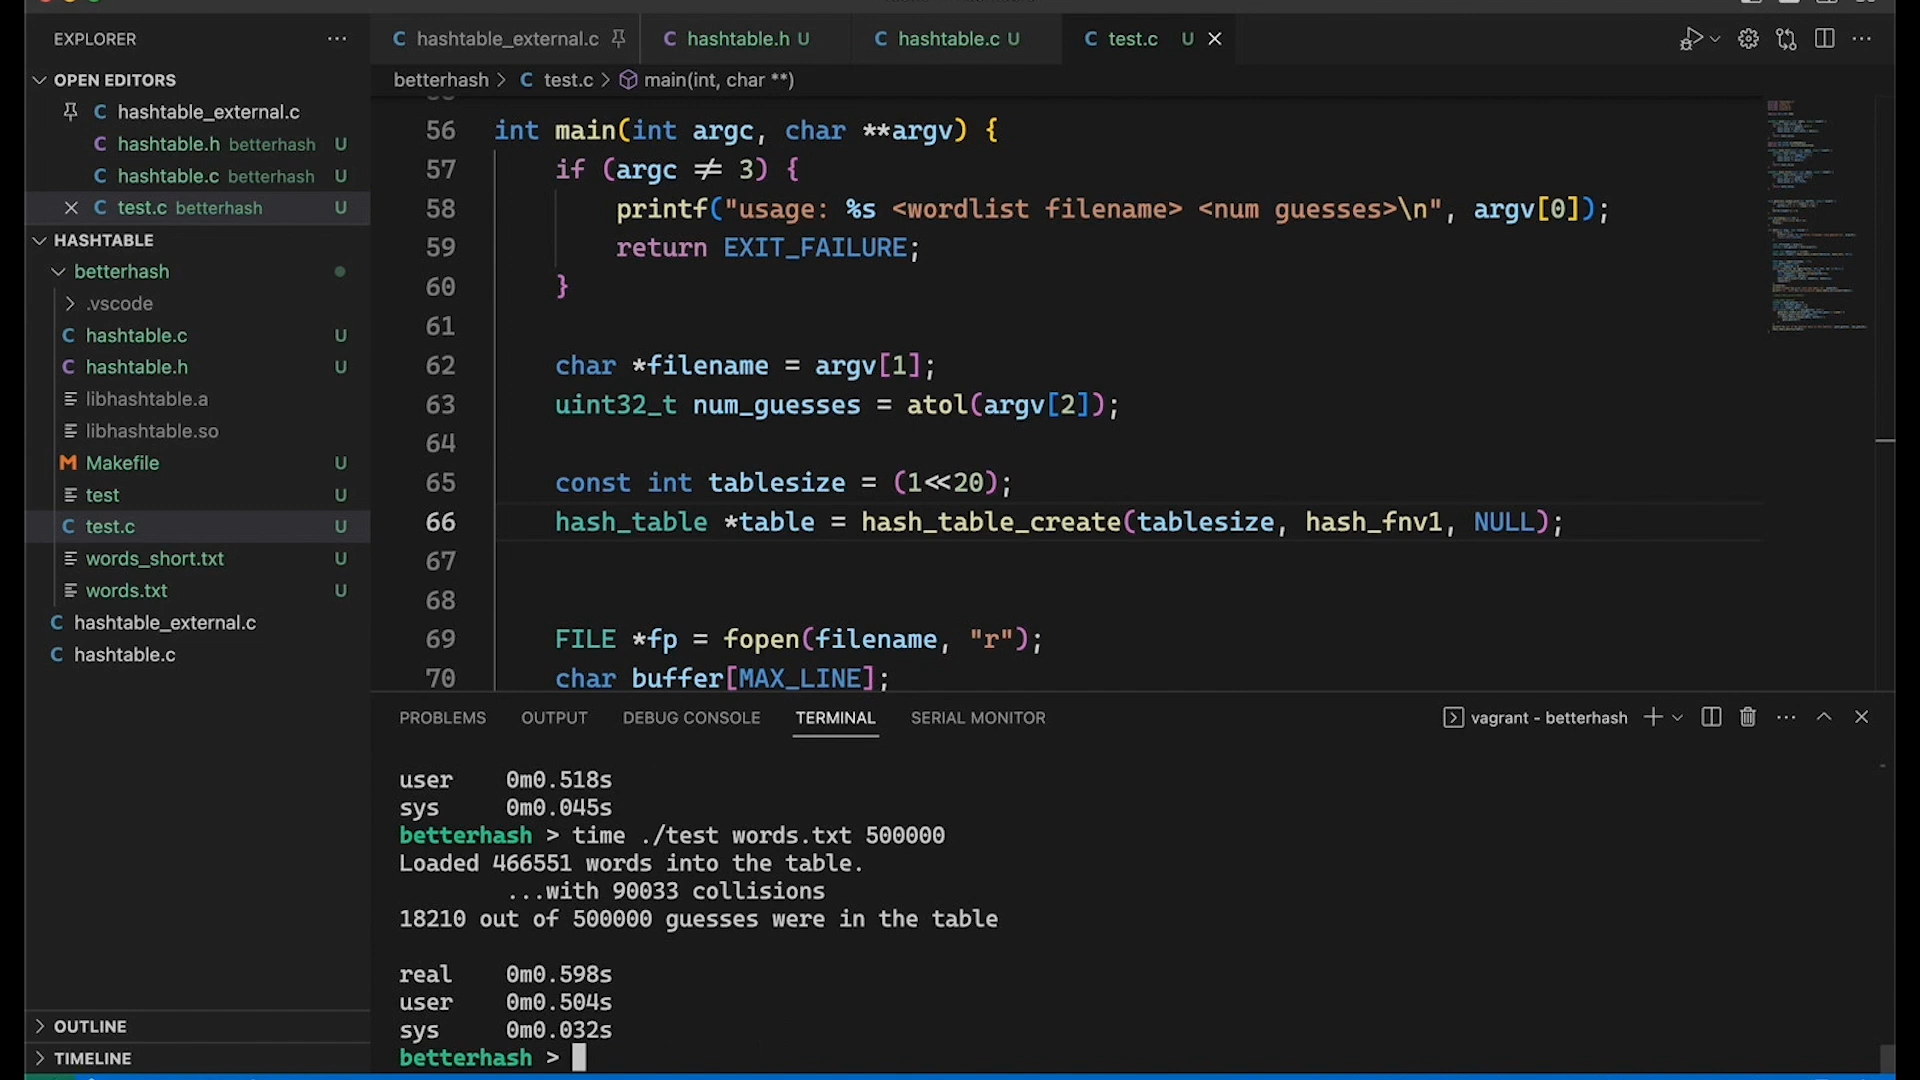 EXPLORER
OPEN EDITORS
hashtable_external.c
hashtable.h betterhash U
hashtable.c betterhash U
test.c betterhash U
HASHTABLE
betterhash
.vscode
hashtable.c U
hashtable.h U
libhashtable.a
libhashtable.so
Makefile U
test U
test.c U
words_short.txt U
words.txt U
hashtable_external.c
hashtable.c
OUTLINE
TIMELINE
hashtable_external.c hashtable.h U hashtable.c U test.c U
betterhash > test.c > main(int, char **)
56 int main(int argc, char **argv) {
57 if (argc ≠ 3) {
58 printf("usage: %s <wordlist filename> <num guesses>\n", argv[0]);
59 return EXIT_FAILURE;
60 }
61
62 char *filename = argv[1];
63 uint32_t num_guesses = atol(argv[2]);
64
65 const int tablesize = (1<<20);
66 hash_table *table = hash_table_create(tablesize, hash_fnv1, NULL);
67
68
69 FILE *fp = fopen(filename, "r");
70 char buffer[MAX_LINE];
PROBLEMS OUTPUT DEBUG CONSOLE TERMINAL SERIAL MONITOR vagrant - betterhash
user 0m0.518s
sys 0m0.045s
betterhash > time ./test words.txt 500000
Loaded 466551 words into the table.
...with 90033 collisions
18210 out of 500000 guesses were in the table
real 0m0.598s
user 0m0.504s
sys 0m0.032s
betterhash >